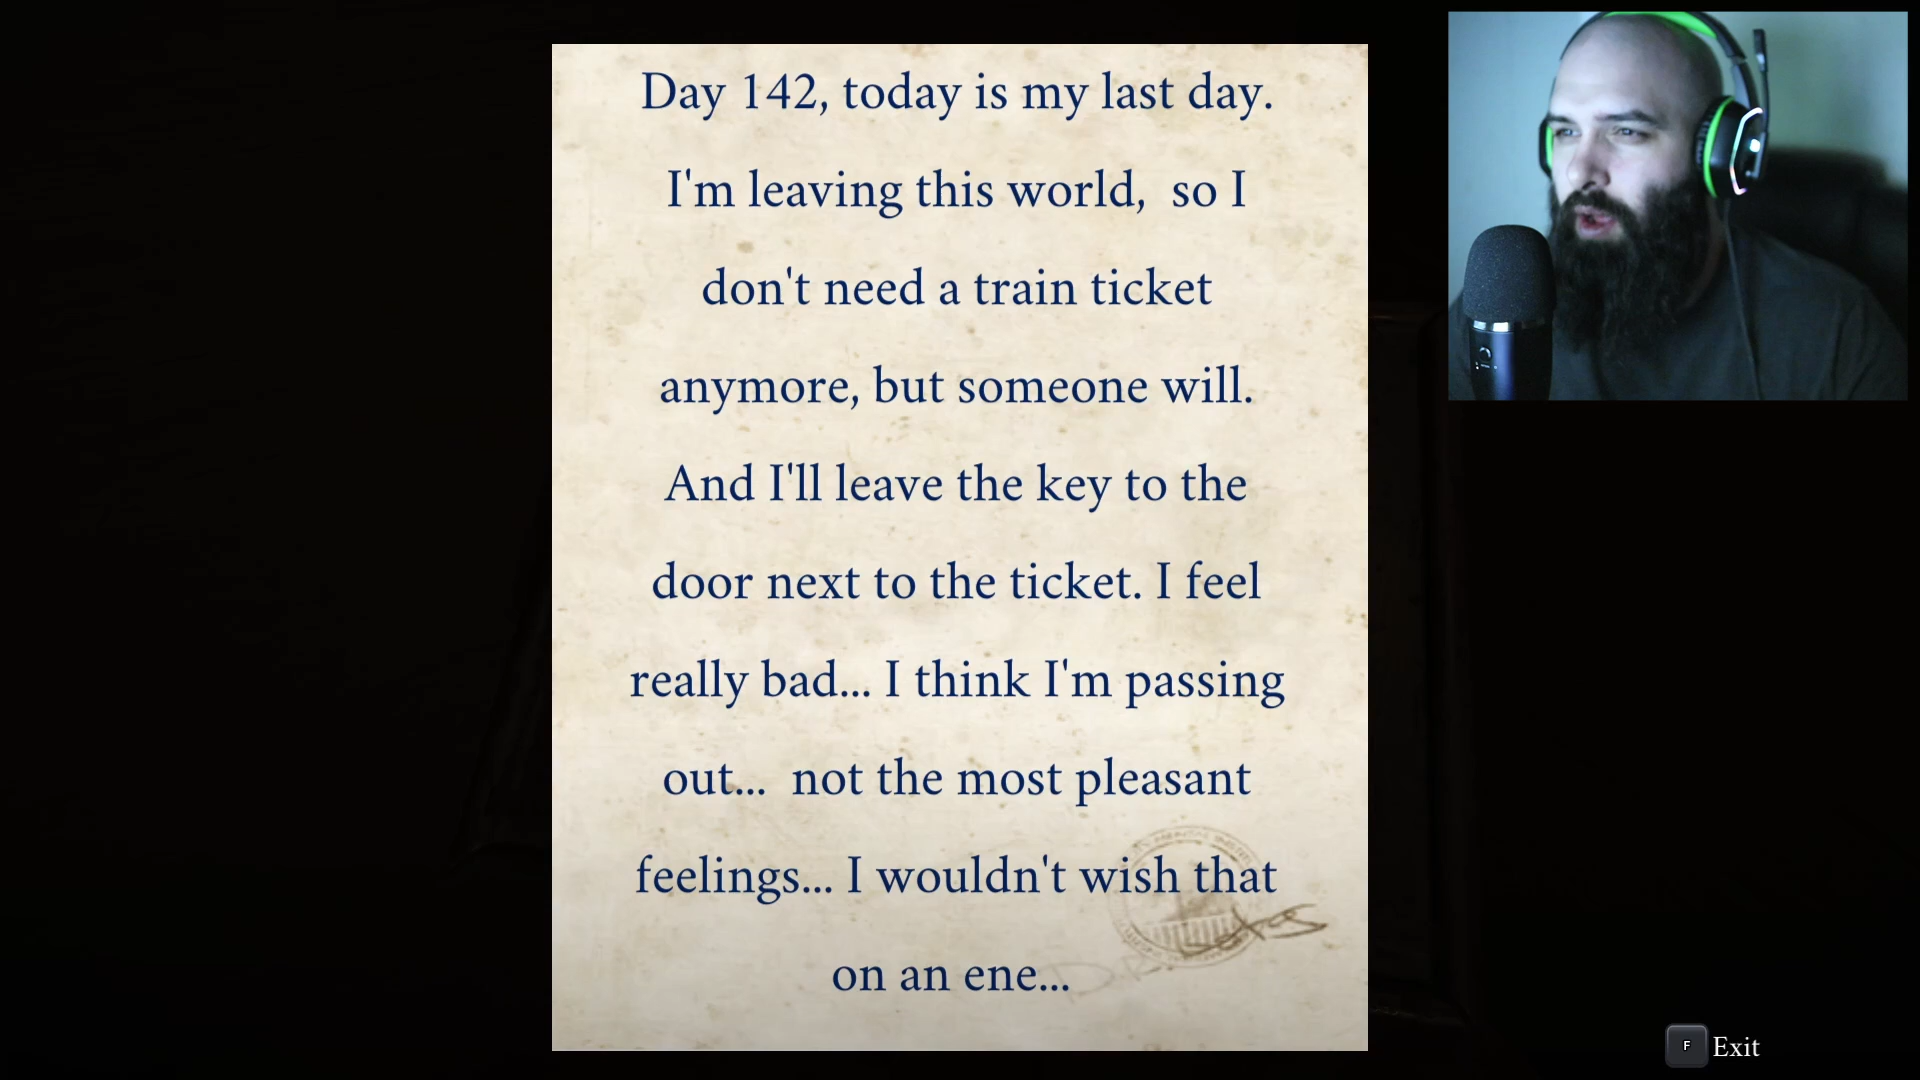 Day 142, today is my last day.
I'm leaving this world,  so I
don't need a train ticket
anymore, but someone will.
And I'll leave the key to the
door next to the ticket. I feel
really bad... I think I'm passing
out...  not the most pleasant
feelings... I wouldn't wish that
on an ene...
F Exit